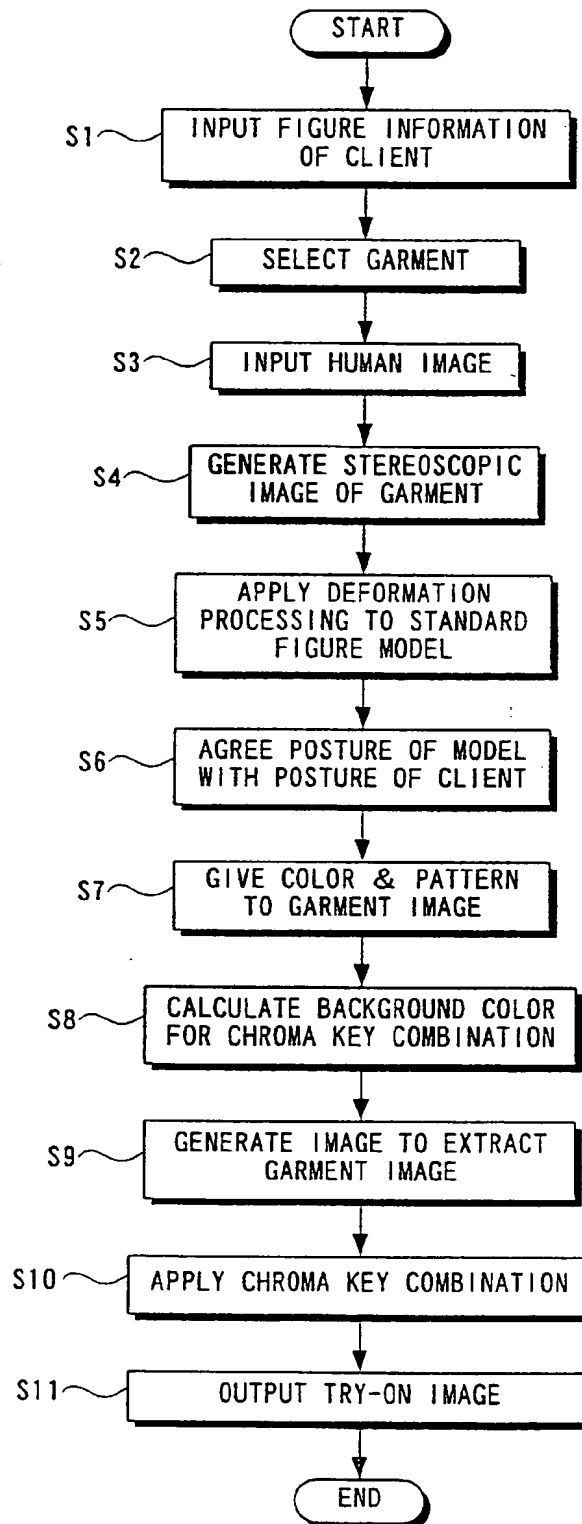 START
S1
INPUT FIGURE INFORMATION
OF CLIENT
S2
SELECT GARMENT
S3
INPUT HUMAN IMAGE
S4
GENERATE STEREOSCOPIC
IMAGE OF GARMENT
S5
APPLY DEFORMATION
PROCESSING TO STANDARD
FIGURE MODEL
S6
AGREE POSTURE OF MODEL
WITH POSTURE OF CLIENT
S7
GIVE COLOR & PATTERN
TO GARMENT IMAGE
S8
CALCULATE BACKGROUND COLOR
FOR CHROMA KEY COMBINATION
S9
GENERATE IMAGE TO EXTRACT
GARMENT IMAGE
S10
APPLY CHROMA KEY COMBINATION
S11
OUTPUT TRY-ON IMAGE
END